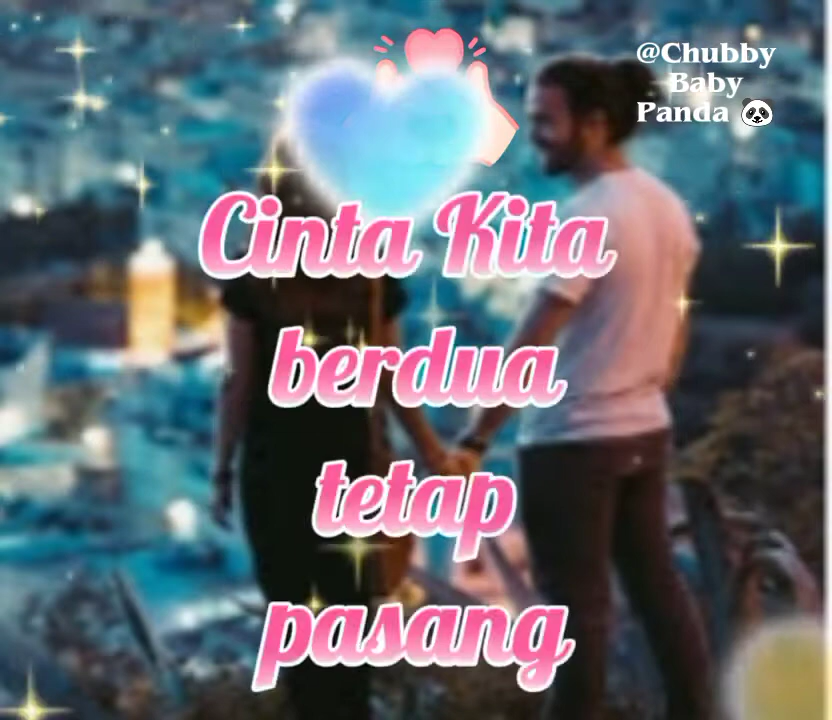 @Chubby
Baby
Panda 🐼
Cinta Kita
berdua
tetap
pasang